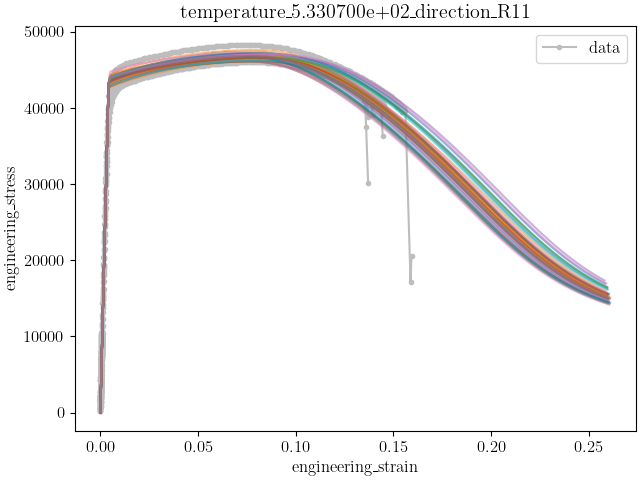 temperature_5.330700e+02_direction_R11
data
engineering_stress
50000
40000
30000
20000
10000
0
0.00 0.05 0.10 0.15 0.20 0.25
engineering_strain